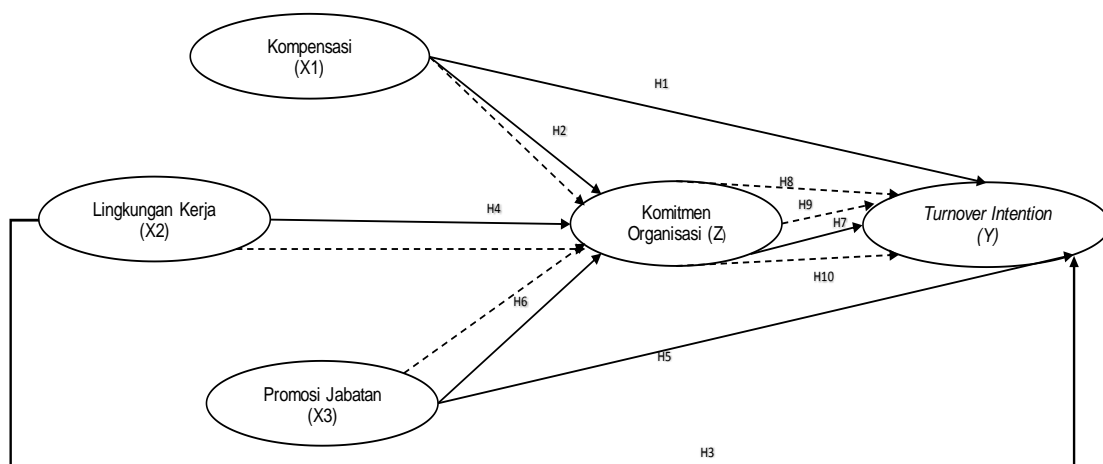 Kompensasi
(X1)
H1
H2
Lingkungan Kerja
(X2)
H4
Komitmen
Organisasi (Z)
H8
H9
H7
H10
Turnover Intention
(Y)
H6
H5
Promosi Jabatan
(X3)
H3